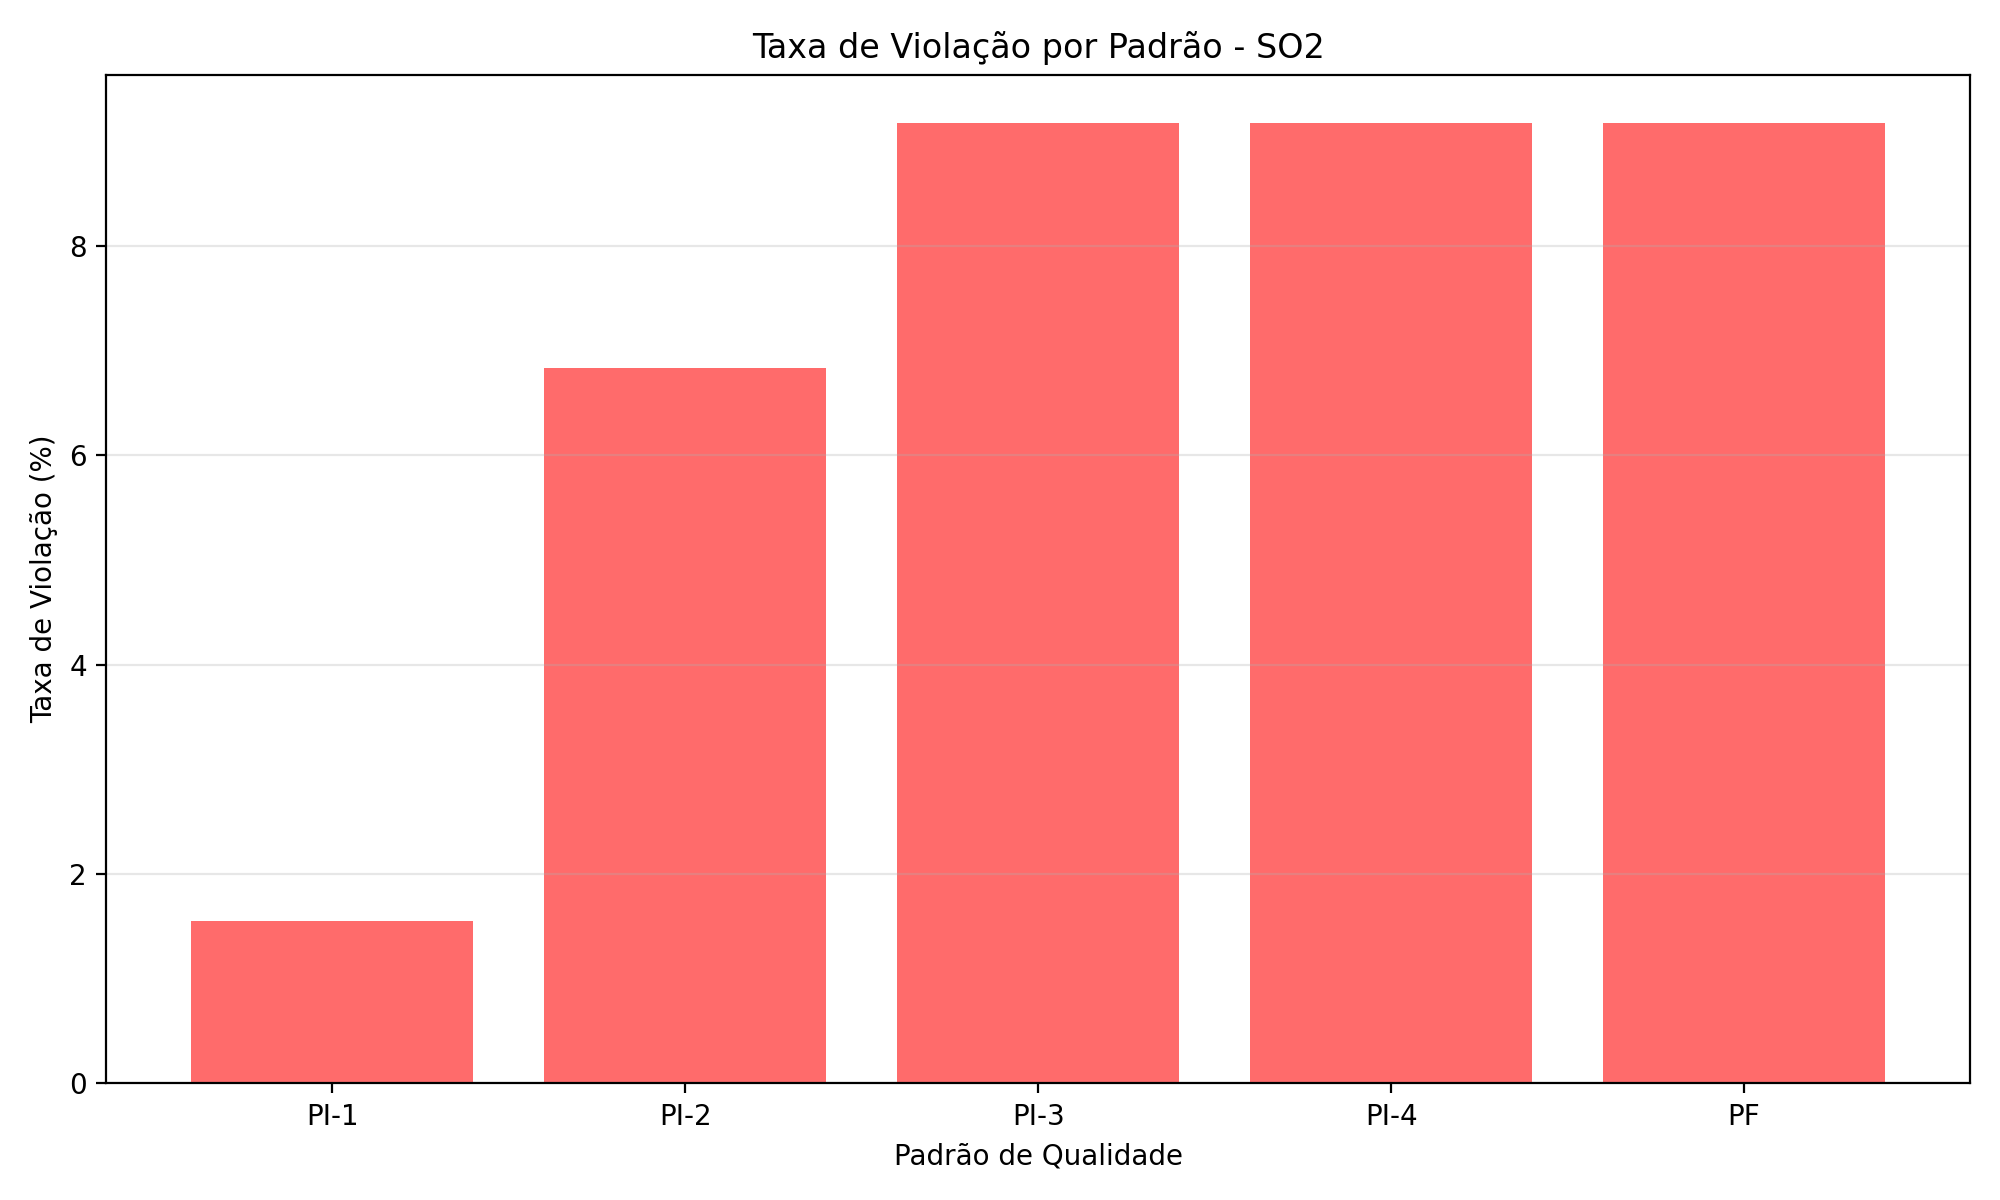 Taxa de Violação por Padrão - SO2
Taxa de Violação (%)
8
6
4
2
0
PI-1 PI-2 PI-3 PI-4 PF
Padrão de Qualidade